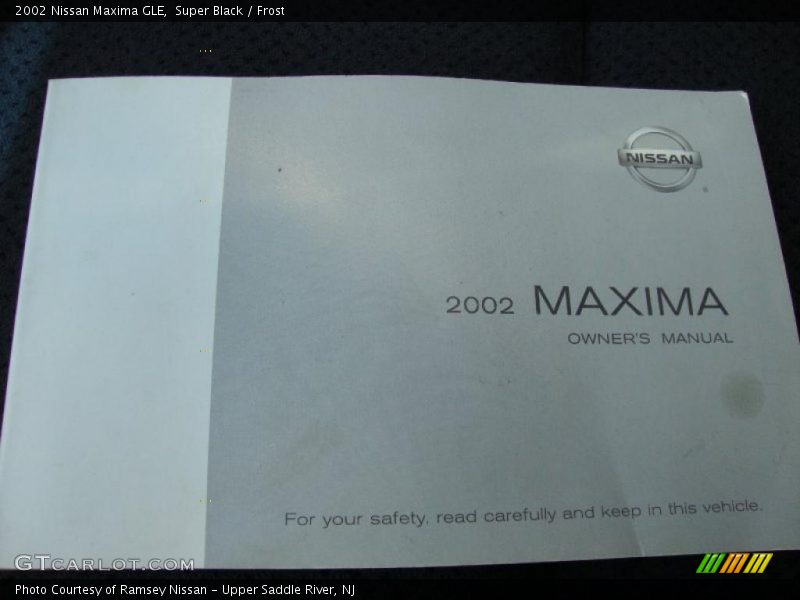 2002 Nissan Maxima GLE,  Super Black / Frost
NISSAN
®
2002 MAXIMA
OWNER'S MANUAL
For your safety, read carefully and keep in this vehicle.
GTCARLOT.COM
Photo Courtesy of Ramsey Nissan - Upper Saddle River, NJ